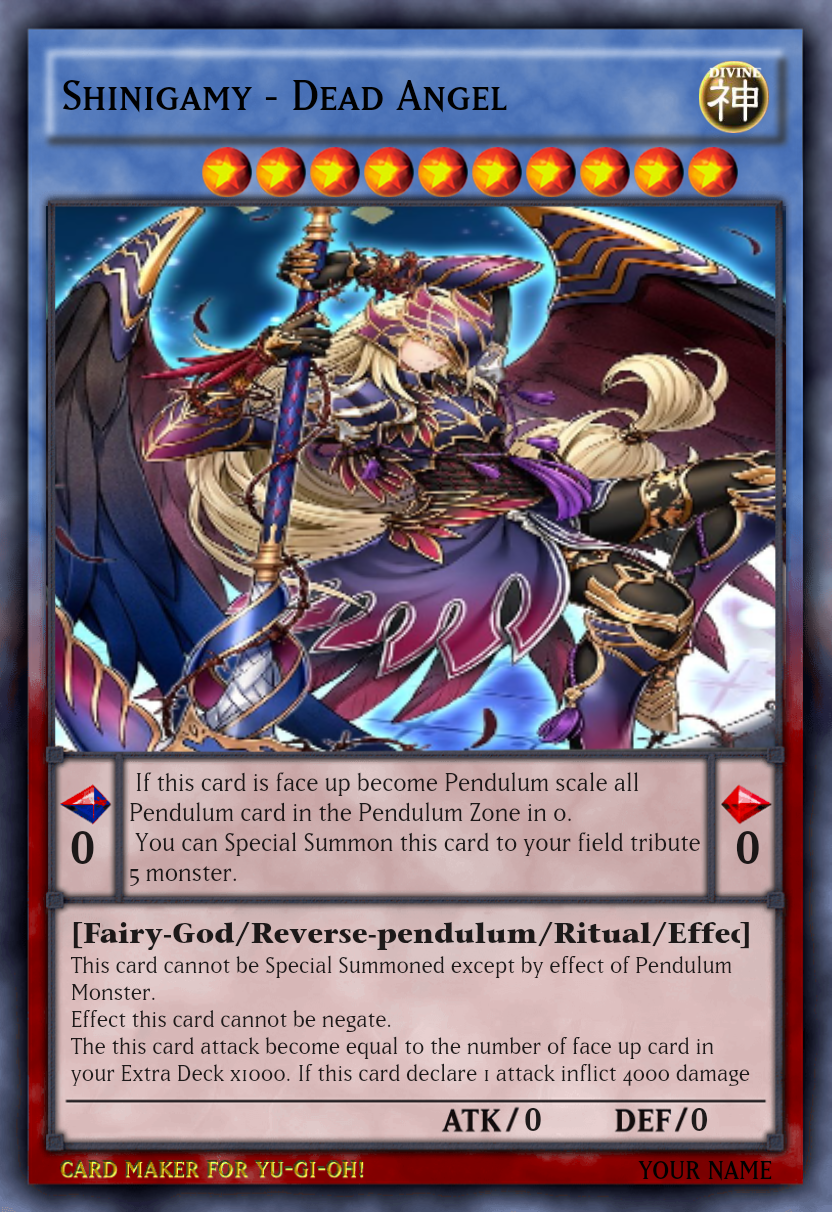 Shinigamy - Dead Angel
DIVINE
神
If this card is face up become Pendulum scale all
Pendulum card in the Pendulum Zone in 0.
You can Special Summon this card to your field tribute
5 monster.
0
0
[Fairy-God/Reverse-pendulum/Ritual/Effec]
This card cannot be Special Summoned except by effect of Pendulum
Monster.
Effect this card cannot be negate.
The this card attack become equal to the number of face up card in
your Extra Deck x1000. If this card declare 1 attack inflict 4000 damage
ATK/0 DEF/0
CARD MAKER FOR YU-GI-OH! YOUR NAME